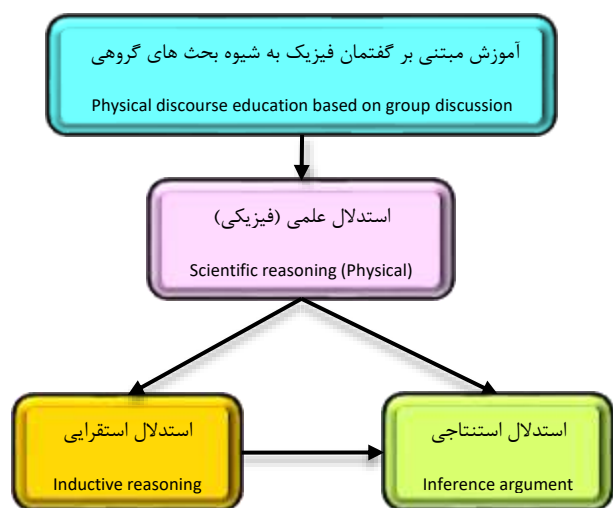 آموزش مبتنی بر گفتمان فیزیک به شیوه بحث های گروهی
Physical discourse education based on group discussion
استدلال علمی (فیزیکی)
Scientific reasoning (Physical)
استدلال استقرایی
Inductive reasoning
استدلال استنتاجی
Inference argument